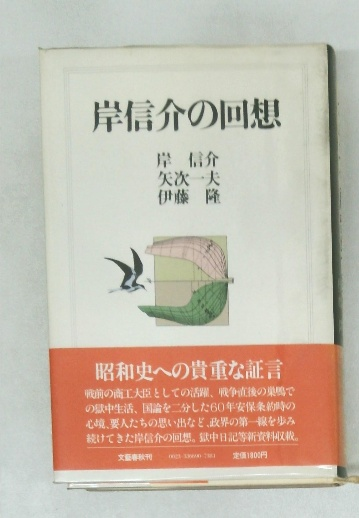 岸信介の回想
岸 信介
矢次一夫
伊藤 隆
昭和史への貴重な証言
戦前の商工大臣としての活躍、戦争直後の巣鴨で
の獄中生活、国論を二分した60年安保条約時の
心境、要人たちの思い出など、政界の第一線を歩み
続けてきた岸信介の回想。獄中日記等新資料収載。
文藝春秋刊
定価1800円